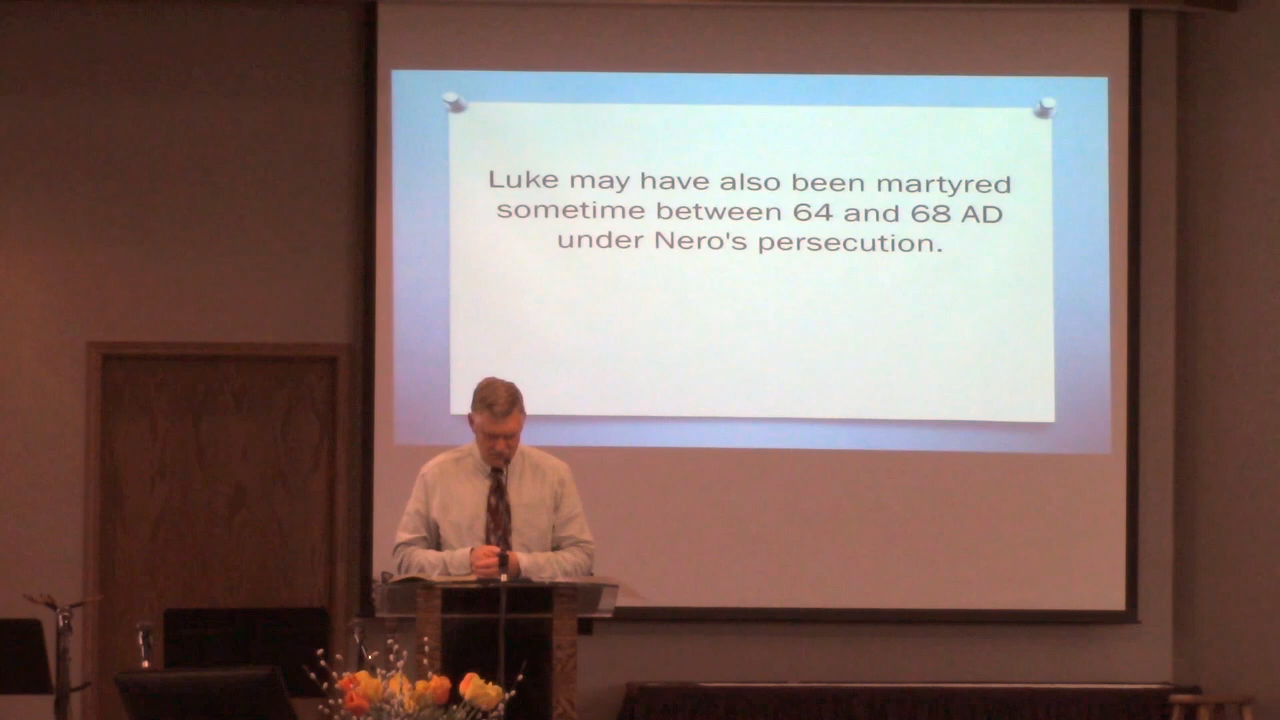 Luke may have also been martyred
sometime between 64 and 68 AD
under Nero's persecution.